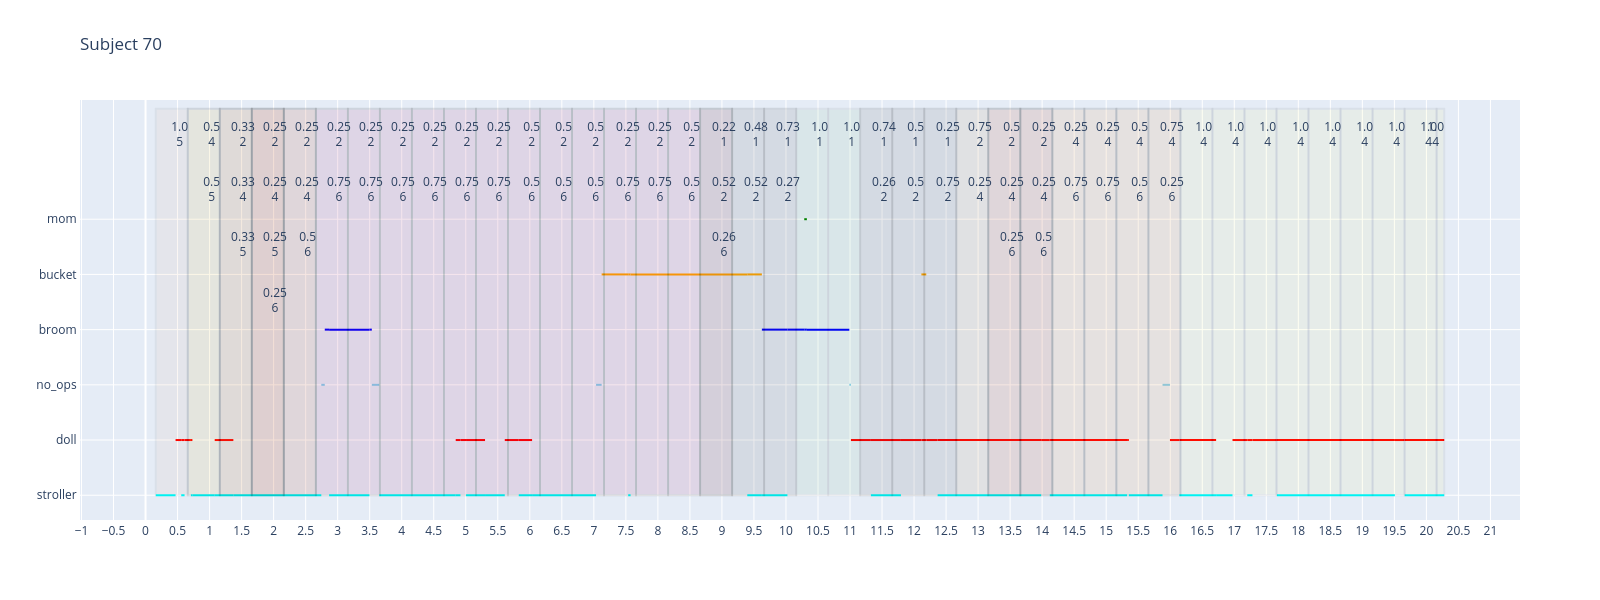 Subject 70
1.0 0.5 0.33 0.25 0.25 0.25 0.25 0.25 0.25 0.25 0.25 0.5 0.5 0.5 0.25 0.25 0.5 0.22 0.48 0.73 1.0 1.0 0.74 0.5 0.25 0.75 0.5 0.25 0.25 0.25 0.5 0.75 1.0 1.0 1.0 1.0 1.0 1.0 1.0
5 4 2 2 2 2 2 2 2 2 2 2 2 2 2 2 2 1 1 1 1 1 1 1 1 2 2 2 4 4 4 4 4 4 4 4 4 4 4 4 4
0.5 0.33 0.25 0.25 0.75 0.75 0.75 0.75 0.75 0.75 0.5 0.5 0.5 0.75 0.75 0.5 0.52 0.52 0.27 0.26 0.5 0.75 0.25 0.25 0.25 0.75 0.75 0.5 0.25
5 4 4 4 6 6 6 6 6 6 6 6 6 6 6 6 2 2 2 2 2 2 4 4 4 6 6 6 6
mom
0.33 0.25 0.5 0.26 0.25 0.5
5 5 6 6 6 6
bucket
0.25
6
broom
no_ops
doll
stroller
−1 −0.5 0 0.5 1 1.5 2 2.5 3 3.5 4 4.5 5 5.5 6 6.5 7 7.5 8 8.5 9 9.5 10 10.5 11 11.5 12 12.5 13 13.5 14 14.5 15 15.5 16 16.5 17 17.5 18 18.5 19 19.5 20 20.5 21